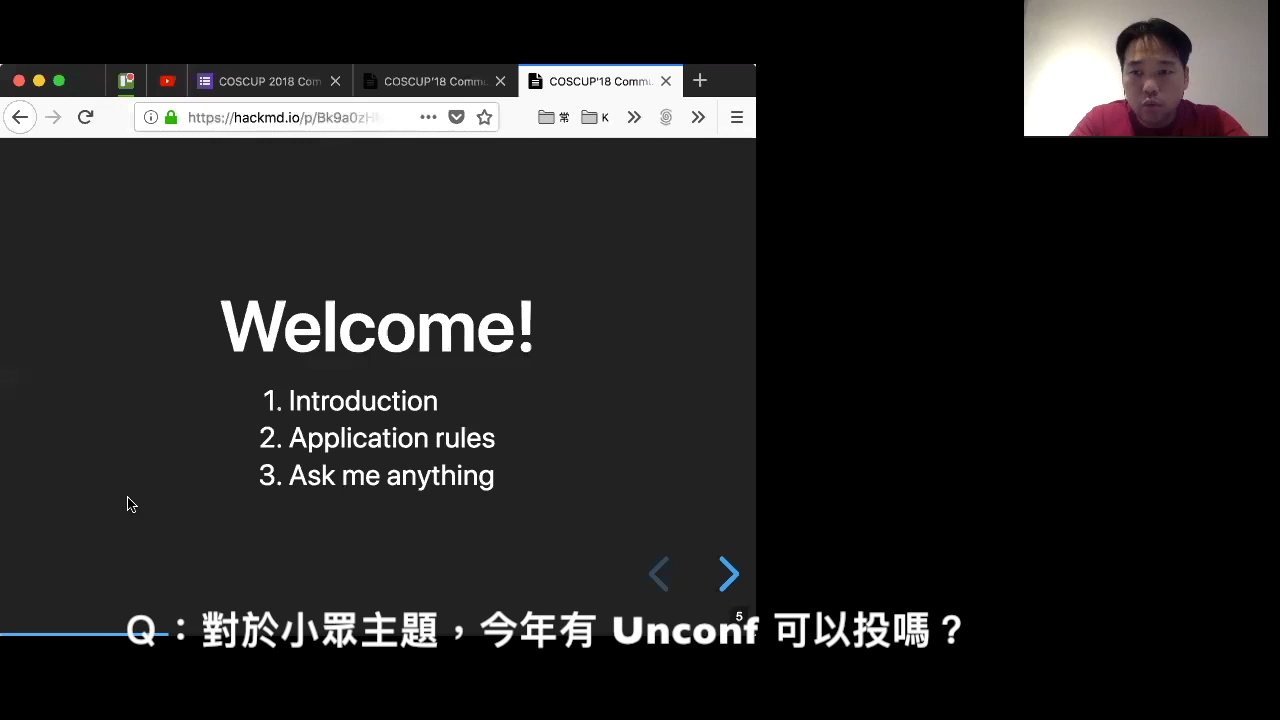 COSCUP 2018 Com
COSCUP'18 Commu
COSCUP'18 Commu
https://hackmd.io/p/Bk9a0zH
常
K
Welcome!
1. Introduction
2. Application rules
3. Ask me anything
5
Q：對於小眾主題，今年有 Unconf 可以投嗎？